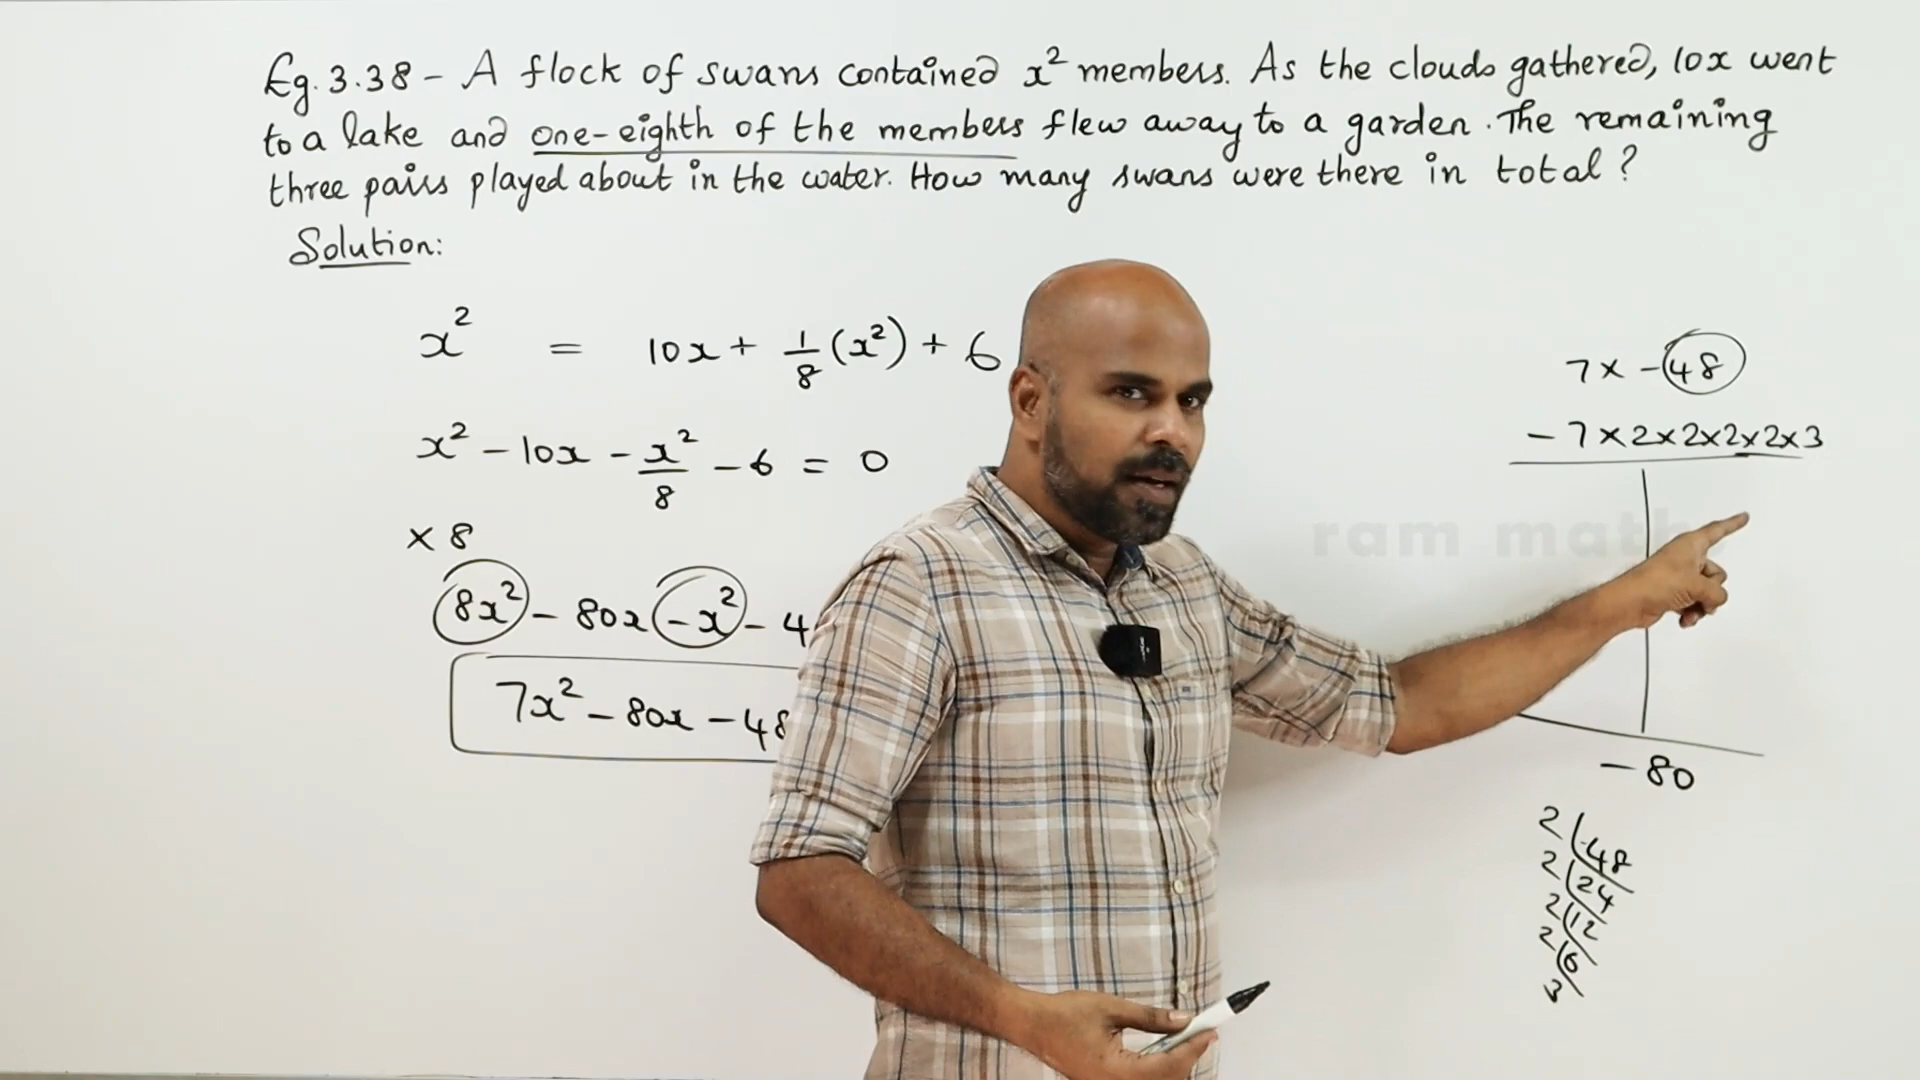 Eg. 3.38 - A flock of swans contained x² members. As the clouds gathered, 10x went
to a lake and one-eighth of the members flew away to a garden. The remaining
three pairs played about in the water. How many swans were there in total?
Solution:
x² = 10x + 1/8 (x²) + 6
x² - 10x - x²/8 - 6 = 0
× 8
8x² - 80x - x² - 4
7x² - 80x - 48
7 × - 48
- 7 × 2 × 2 × 2 × 2 × 3
ram math
- 80
2 | 48
2 | 24
2 | 12
2 | 6
3